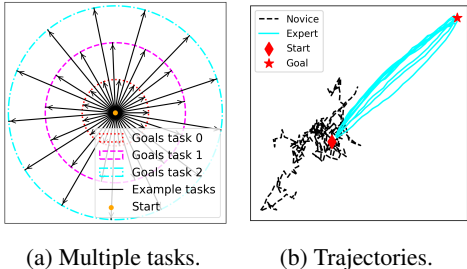 Goals task 0
Goals task 1
Goals task 2
Example tasks
Start
Novice
Expert
Start
Goal
(a) Multiple tasks.
(b) Trajectories.